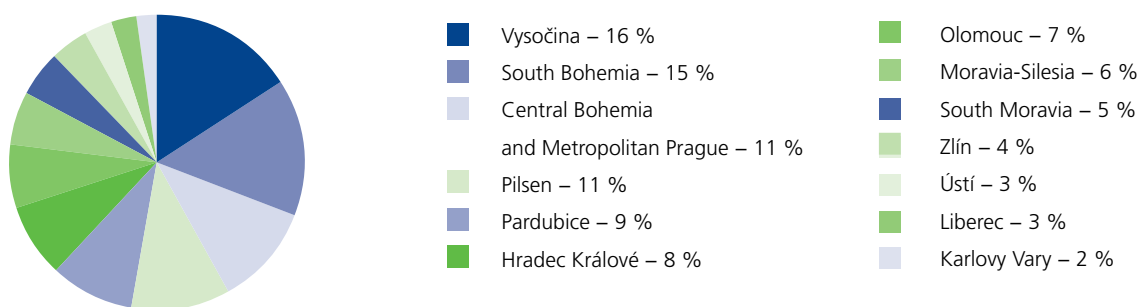 Vysočina – 16 %
South Bohemia – 15 %
Central Bohemia
and Metropolitan Prague – 11 %
Pilsen – 11 %
Pardubice – 9 %
Hradec Králové – 8 %
Olomouc – 7 %
Moravia-Silesia – 6 %
South Moravia – 5 %
Zlín – 4 %
Ústí – 3 %
Liberec – 3 %
Karlovy Vary – 2 %